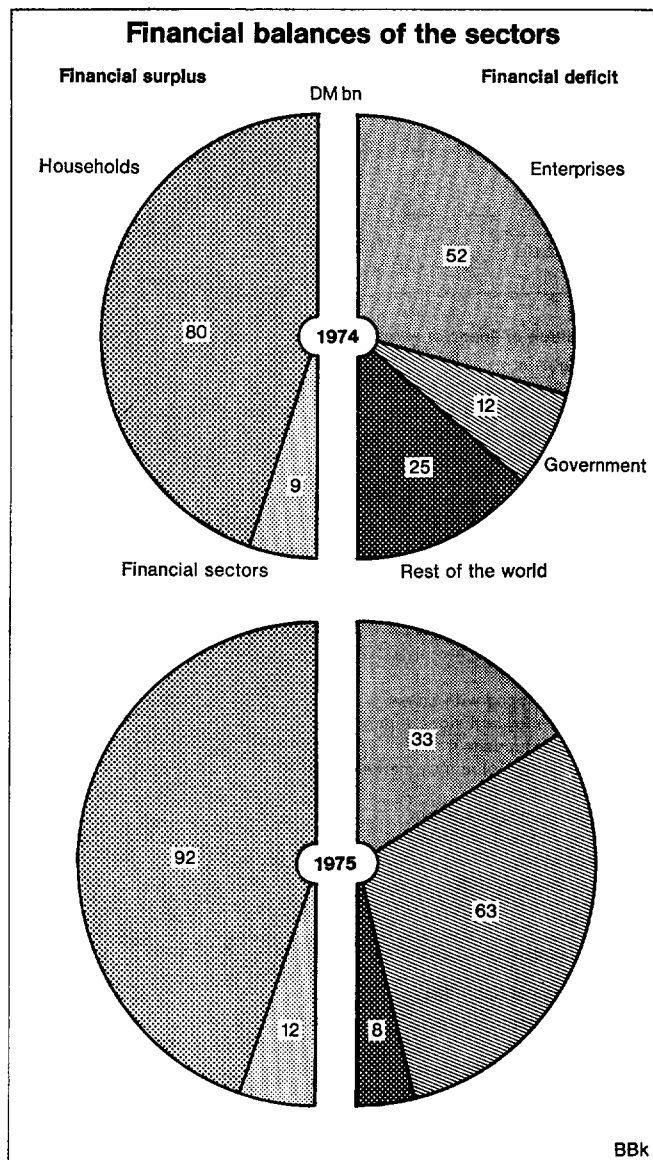 Financial balances of the sectors
Financial surplus
Financial deficit
DM bn
Households
Enterprises
52
80
1974
12
25
9
Government
Financial sectors
Rest of the world
33
92
1975
63
12
8
BBk